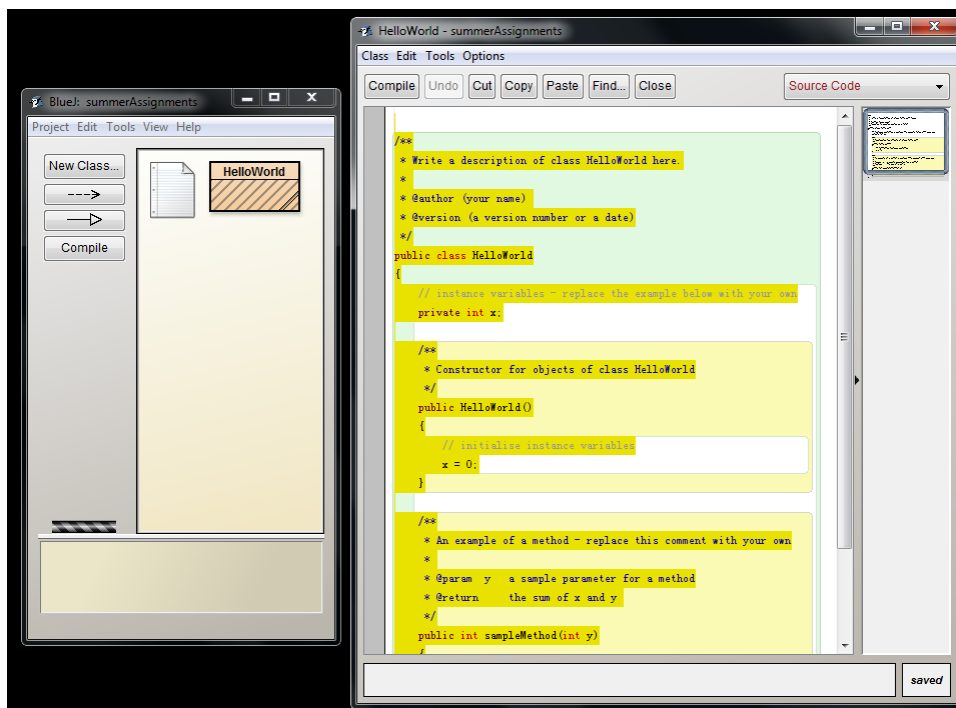 BlueJ: summerAssignments
Project Edit Tools View Help
New Class...
Compile
HelloWorld
HelloWorld - summerAssignments
Class Edit Tools Options
Compile Undo Cut Copy Paste Find... Close Source Code
/**
* Write a description of class HelloWorld here.
*
* @author (your name)
* @version (a version number or a date)
*/
public class HelloWorld
{
// instance variables - replace the example below with your own
private int x;
/**
* Constructor for objects of class HelloWorld
*/
public HelloWorld()
{
// initialise instance variables
x = 0;
}
/**
* An example of a method - replace this comment with your own
*
* @param y a sample parameter for a method
* @return the sum of x and y
*/
public int sampleMethod(int y)
{
saved